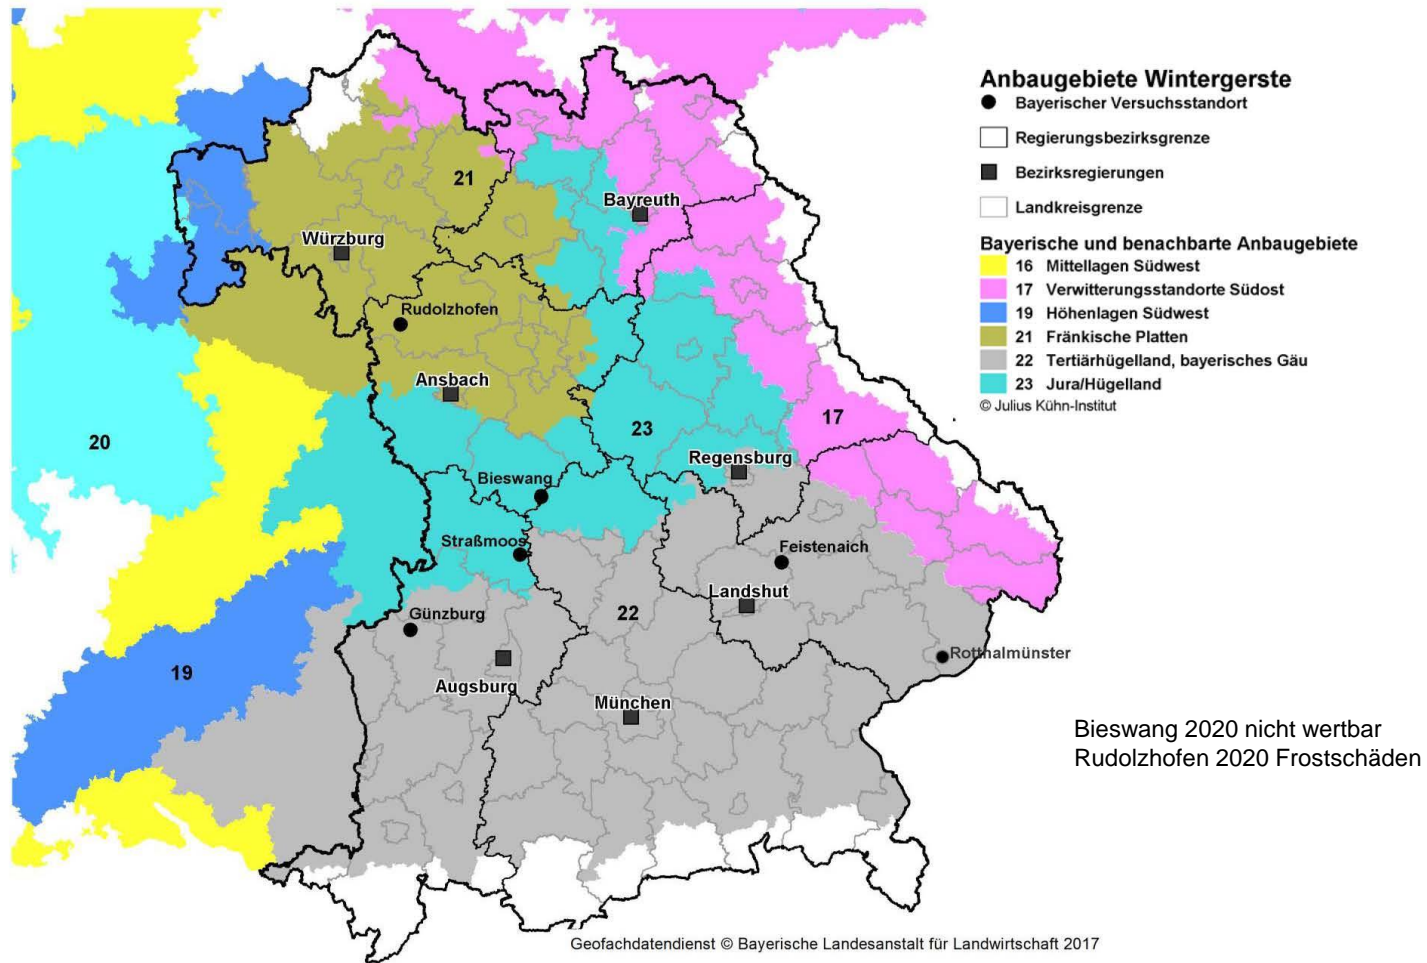 Anbaugebiete Wintergerste
Bayerischer Versuchsstandort
Regierungsbezirksgrenze
Bezirksregierungen
Landkreisgrenze
Bayerische und benachbarte Anbaugebiete
16 Mittellagen Südwest
17 Verwitterungsstandorte Südost
19 Höhenlagen Südwest
21 Fränkische Platten
22 Tertiärhügelland, bayerisches Gäu
23 Jura/Hügelland
© Julius Kühn-Institut
21
Bayreuth
Würzburg
Rudolzhofen
Ansbach
17
23
20
Regensburg
Bieswang
Straßmoos
Feistenaich
Landshut
Günzburg
22
Rotthalmünster
19
Augsburg
München
Bieswang 2020 nicht wertbar
Rudolzhofen 2020 Frostschäden
Geofachdatendienst © Bayerische Landesanstalt für Landwirtschaft 2017